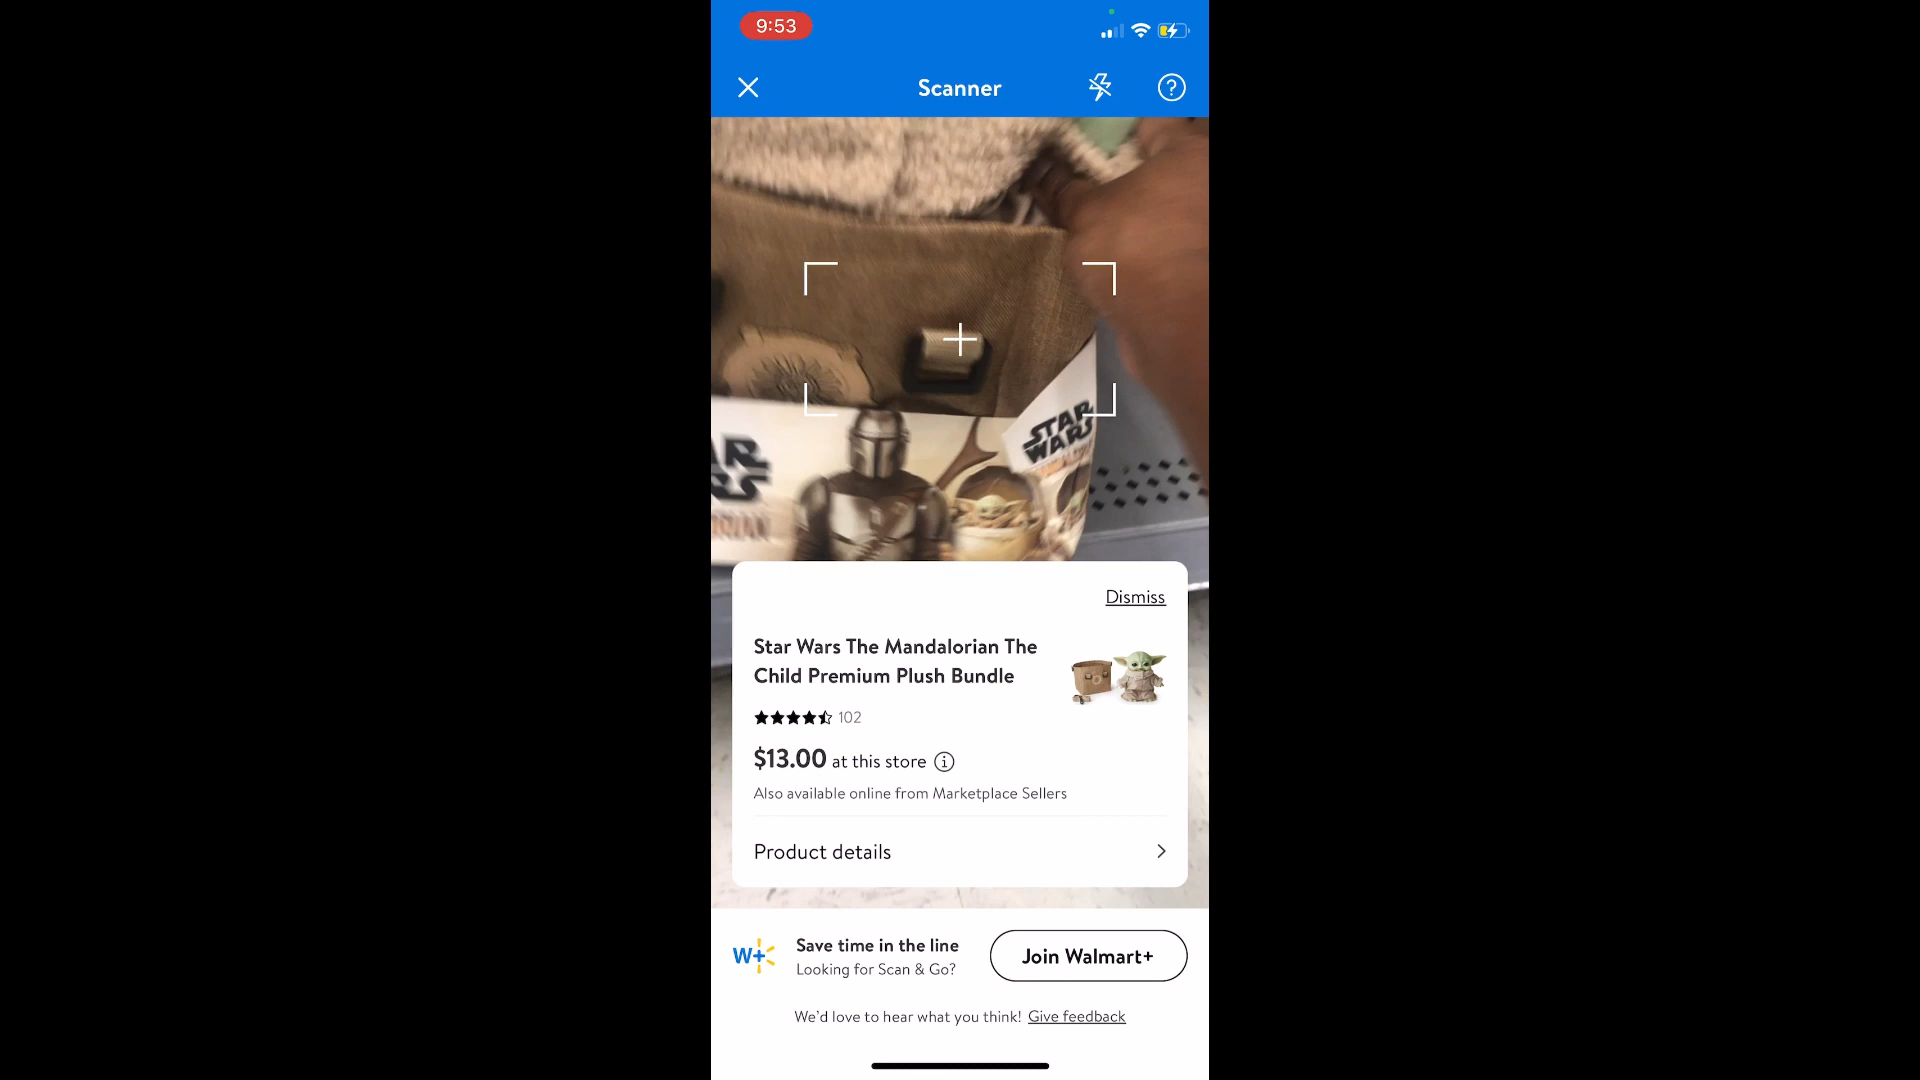 9:53
Scanner
STAR
WARS
AR
RS
Dismiss
Star Wars The Mandalorian The
Child Premium Plush Bundle
102
$13.00 at this store
Also available online from Marketplace Sellers
Product details
W+
Save time in the line
Looking for Scan & Go?
Join Walmart+
We'd love to hear what you think! Give feedback